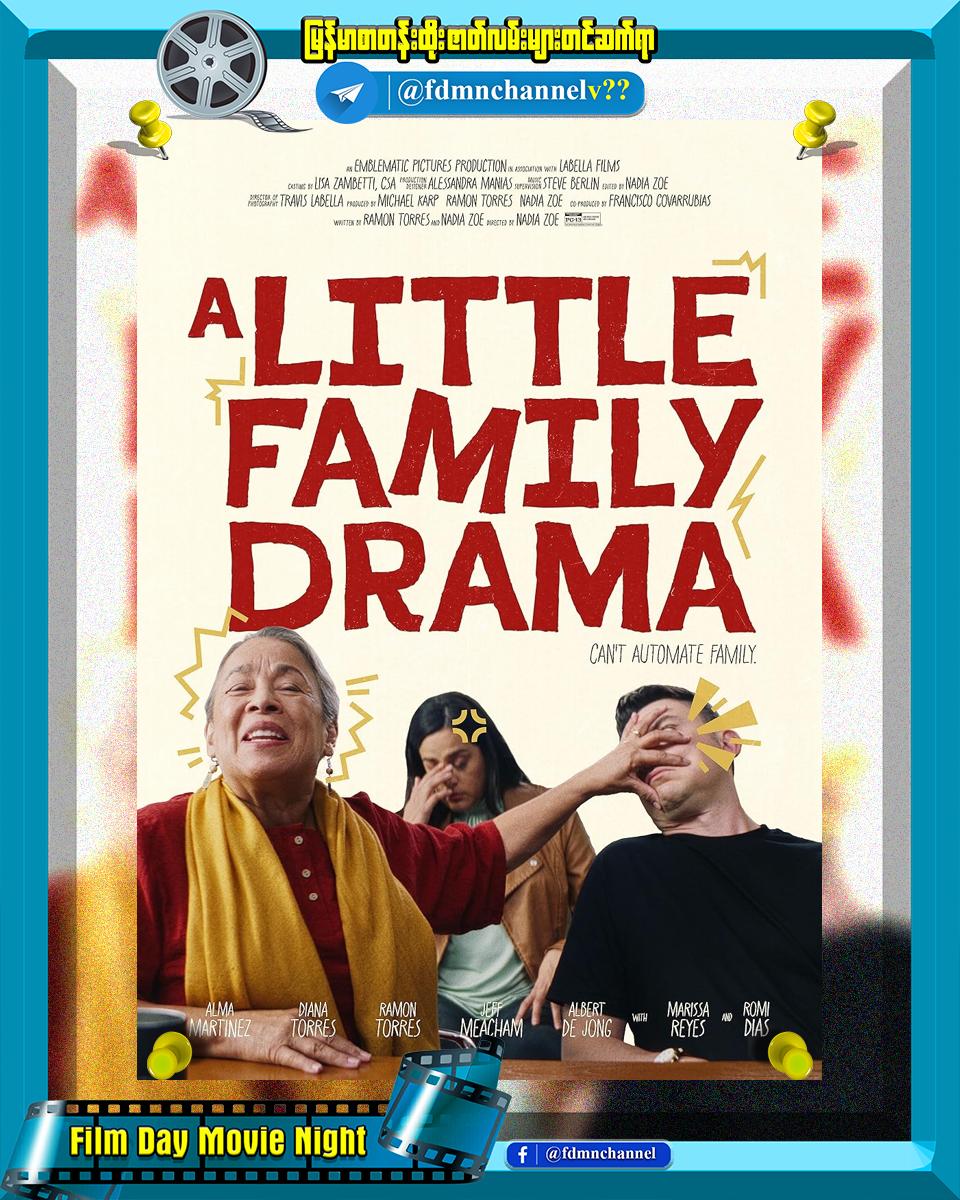 မြန်မာစာတန်းထိုးဇာတ်လမ်းများတင်ဆက်ရာ
@fdmnchannelv??
AN EMBLEMATIC PICTURES PRODUCTION IN ASSOCIATION WITH LABELLA FILMS
CASTING BY LISA ZAMBETTI, CSA PRODUCTION DESIGNER ALESSANDRA MANIAS MUSIC SUPERVISION STEVE BERLIN EDITED BY NADIA ZOE
DIRECTOR OF PHOTOGRAPHY TRAVIS LABELLA PRODUCED BY MICHAEL KARP RAMON TORRES NADIA ZOE CO-PRODUCED BY FRANCISCO COVARRUBIAS
WRITTEN BY RAMON TORRES AND NADIA ZOE DIRECTED BY NADIA ZOE PG-13
A LITTLE
FAMILY
DRAMA
CAN'T AUTOMATE FAMILY.
ALMA MARTINEZ DIANA TORRES RAMON TORRES JEFF MEACHAM ALBERT DE JONG WITH MARISSA REYES AND ROMI DIAS
Film Day Movie Night
@fdmnchannel